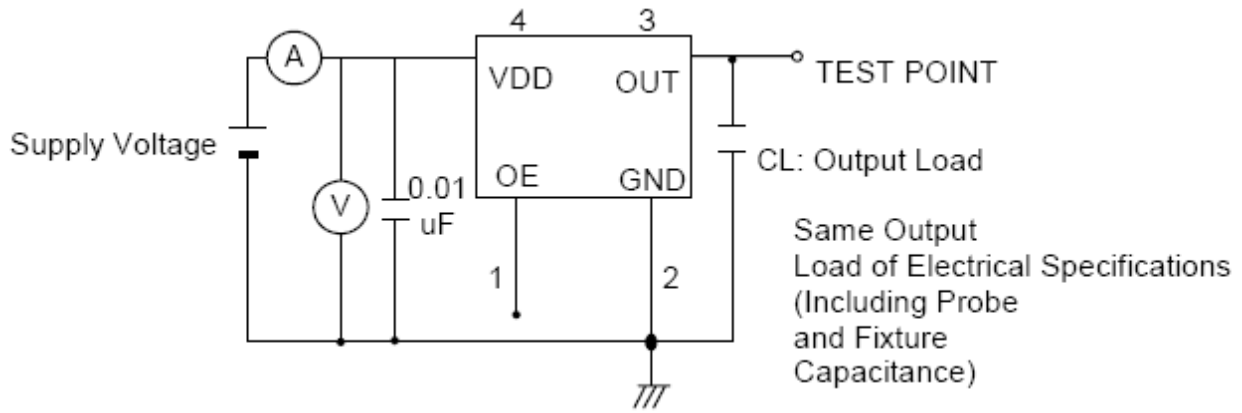 4
3
A
VDD
OUT
TEST POINT
Supply Voltage
CL: Output Load
OE
GND
0.01
uF
V
1
2
Same Output
Load of Electrical Specifications
(Including Probe
and Fixture
Capacitance)